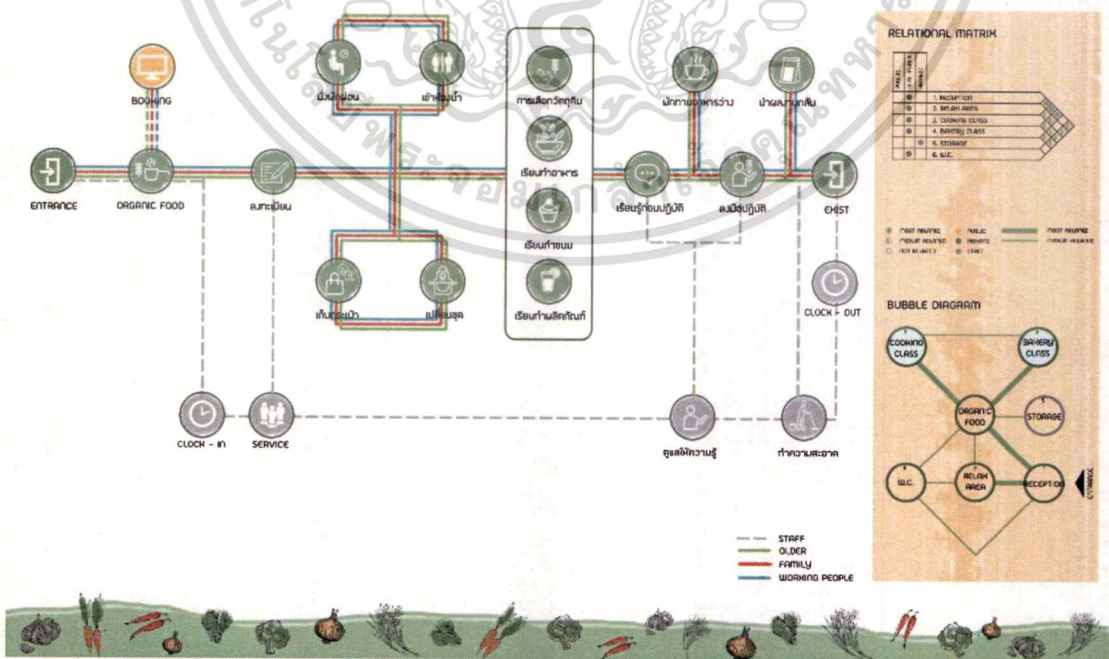 BOOKING
นั่งพักผ่อน
เข้าห้องน้ำ
การเลือกวัตถุดิบ
พักทานอาหารว่าง
นำผลงานกลับ
เรียนทำอาหาร
ENTRANCE
ORGANIC FOOD
ลงทะเบียน
เรียนรู้ก่อนปฏิบัติ
ลงมือปฏิบัติ
EXIST
เรียนทำขนม
เก็บกระเป๋า
เปลี่ยนชุด
เรียนทำผลิตภัณฑ์
CLOCK - OUT
CLOCK - IN
SERVICE
ดูแลให้ความรู้
ทำความสะอาด
STAFF
OLDER
FAMILY
WORKING PEOPLE
RELATIONAL MATRIX
1. RECEPTION
2. RELAX AREA
3. COOKING CLASS
4. BAKERY CLASS
5. STORAGE
6. W.C.
MOST RELATED
PUBLIC
MOST RELATED
MEDIUM RELATED
PRIVATE
MEDIUM RELATED
NOT RELATED
BUBBLE DIAGRAM
COOKING
CLASS
BAKERY
CLASS
ORGANIC
FOOD
STORAGE
W.C.
RELAX
AREA
RECEPTION
ENTRANCE